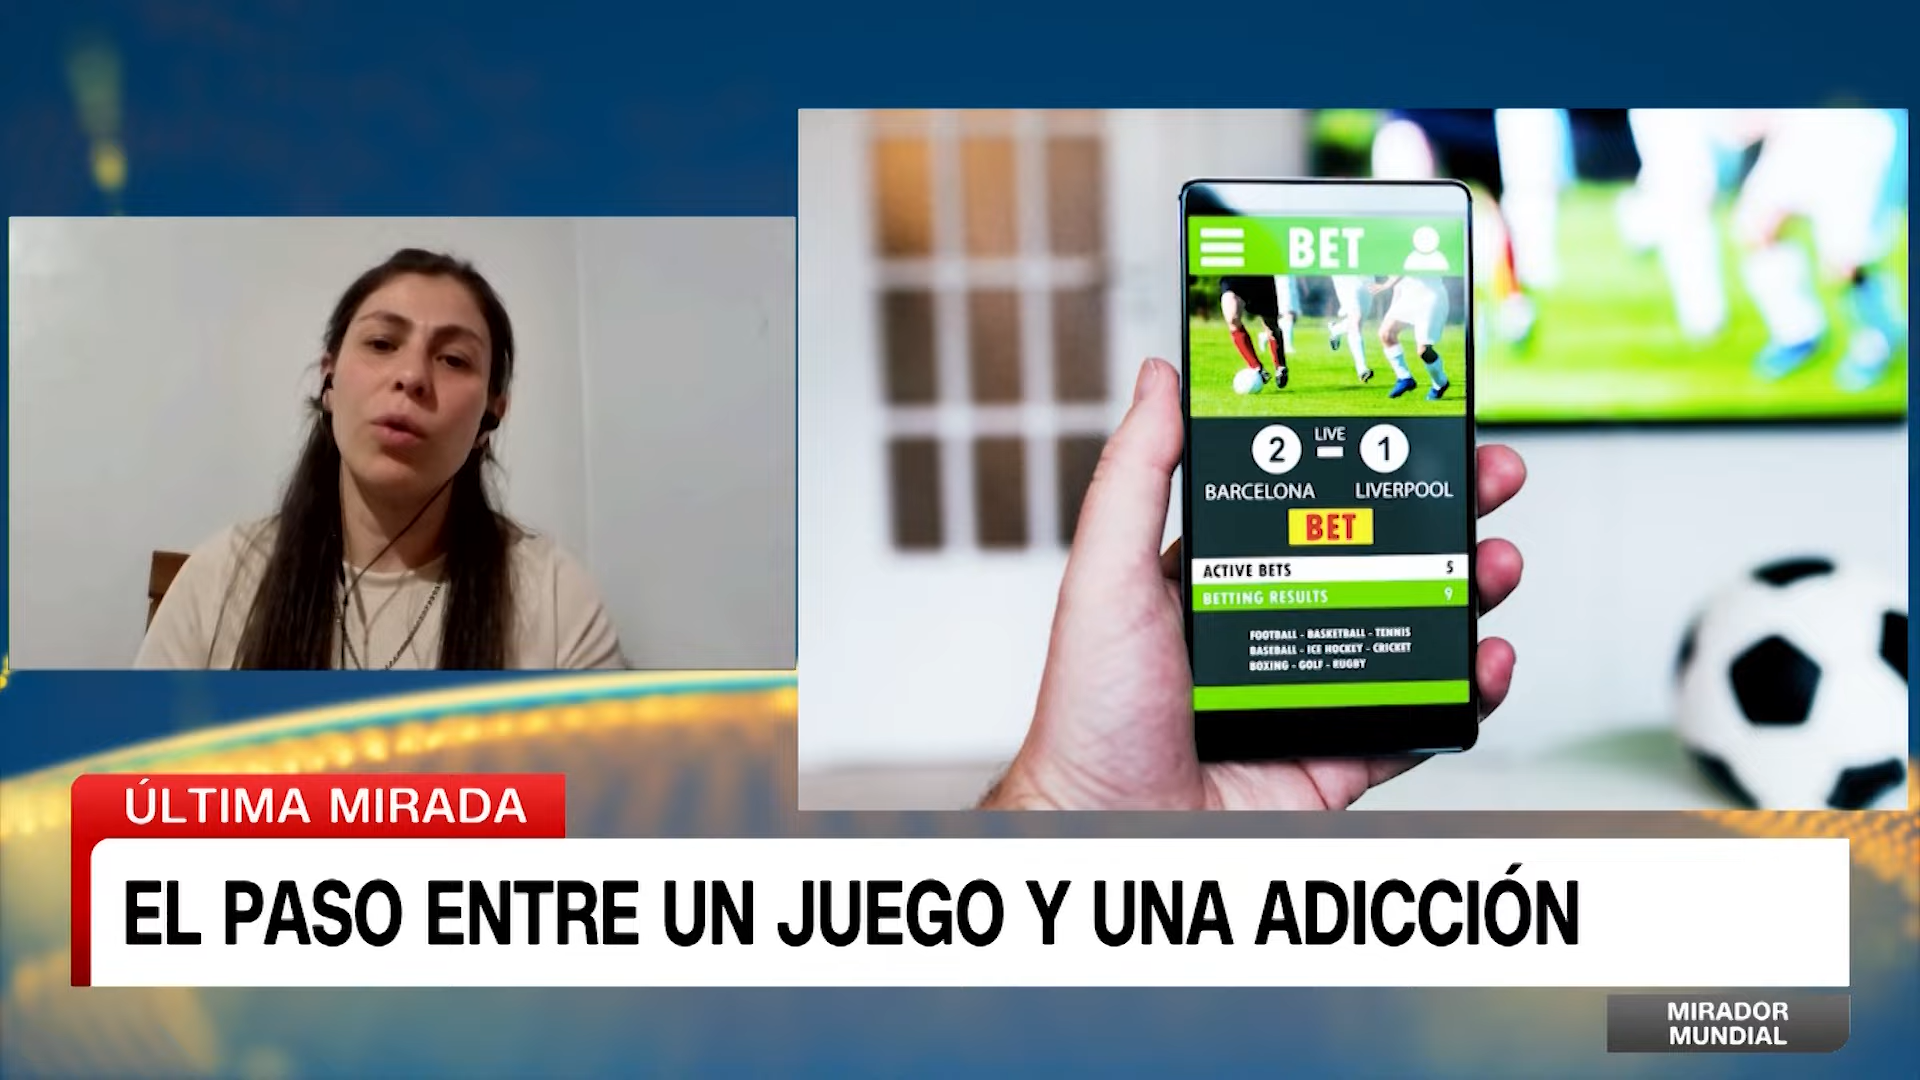 BET
2 LIVE 1
BARCELONA LIVERPOOL
BET
ACTIVE BETS 5
BETTING RESULTS 9
FOOTBALL - BASKETBALL - TENNIS
BASEBALL - ICE HOCKEY - CRICKET
BOXING - GOLF - RUGBY
ÚLTIMA MIRADA
EL PASO ENTRE UN JUEGO Y UNA ADICCIÓN
MIRADOR
MUNDIAL